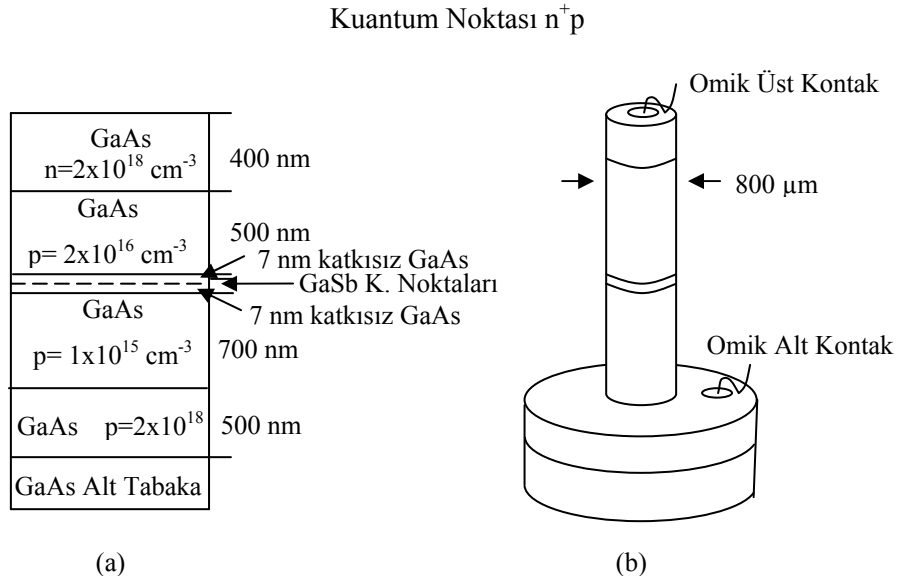 Kuantum Noktası n⁺p
GaAs
n=2x10¹⁸ cm⁻³
400 nm
GaAs
p= 2x10¹⁶ cm⁻³
500 nm
7 nm katkısız GaAs
GaSb K. Noktaları
7 nm katkısız GaAs
GaAs
p= 1x10¹⁵ cm⁻³
700 nm
GaAs p=2x10¹⁸
500 nm
GaAs Alt Tabaka
(a)
Omik Üst Kontak
800 µm
Omik Alt Kontak
(b)